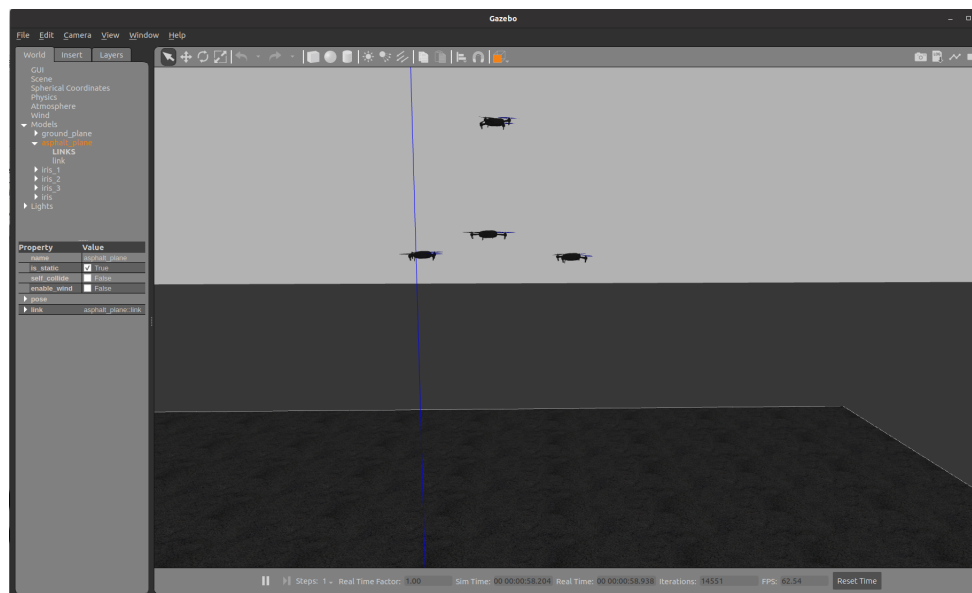 Gazebo
File Edit Camera View Window Help
World Insert Layers
GUI
Scene
Spherical Coordinates
Physics
Atmosphere
Wind
Models
ground_plane
asphalt_plane
LINKS
link
iris_1
iris_2
iris_3
iris
Lights
Property Value
name asphalt_plane
is_static True
self_collide False
enable_wind False
pose
link asphalt_plane::link
Steps: 1 Real Time Factor: 1.00 Sim Time: 00 00:00:58.204 Real Time: 00 00:00:58.938 Iterations: 14551 FPS: 62.54 Reset Time